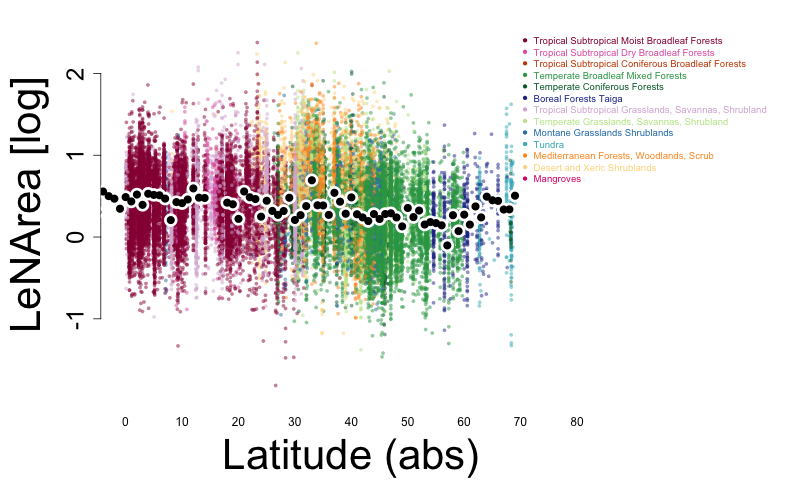 Tropical Subtropical Moist Broadleaf Forests
Tropical Subtropical Dry Broadleaf Forests
Tropical Subtropical Coniferous Broadleaf Forests
Temperate Broadleaf Mixed Forests
Temperate Coniferous Forests
Boreal Forests Taiga
Tropical Subtropical Grasslands, Savannas, Shrubland
Temperate Grasslands, Savannas, Shrubland
Montane Grasslands Shrublands
Tundra
Mediterranean Forests, Woodlands, Scrub
Desert and Xeric Shrublands
Mangroves
LeNArea [log]
2
1
0
-1
0 10 20 30 40 50 60 70 80
Latitude (abs)